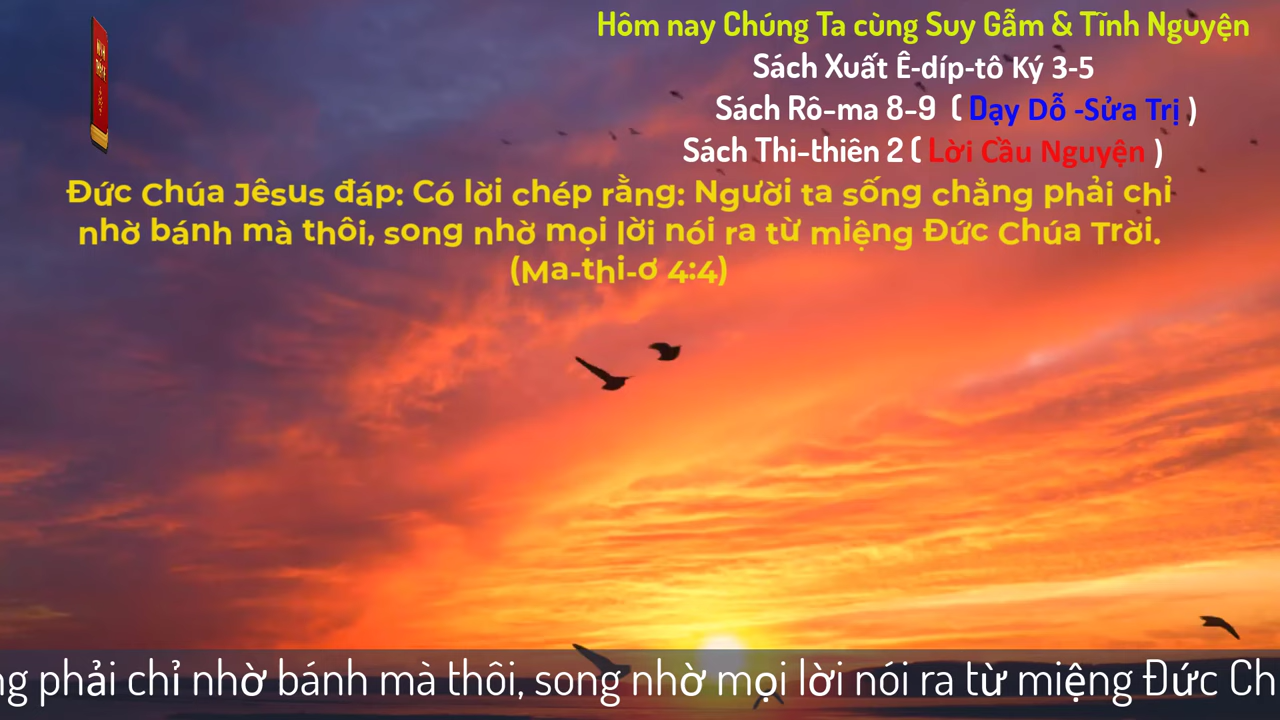 Hôm nay Chúng Ta cùng Suy Gẫm & Tĩnh Nguyện
Sách Xuất Ê-díp-tô Ký 3-5
Sách Rô-ma 8-9 ( Dạy Dỗ -Sửa Trị )
Sách Thi-thiên 2 ( Lời Cầu Nguyện )
Đức Chúa Jêsus đáp: Có lời chép rằng: Người ta sống chẳng phải chỉ
nhờ bánh mà thôi, song nhờ mọi lời nói ra từ miệng Đức Chúa Trời.
(Ma-thi-ơ 4:4)
ng phải chỉ nhờ bánh mà thôi, song nhờ mọi lời nói ra từ miệng Đức Ch